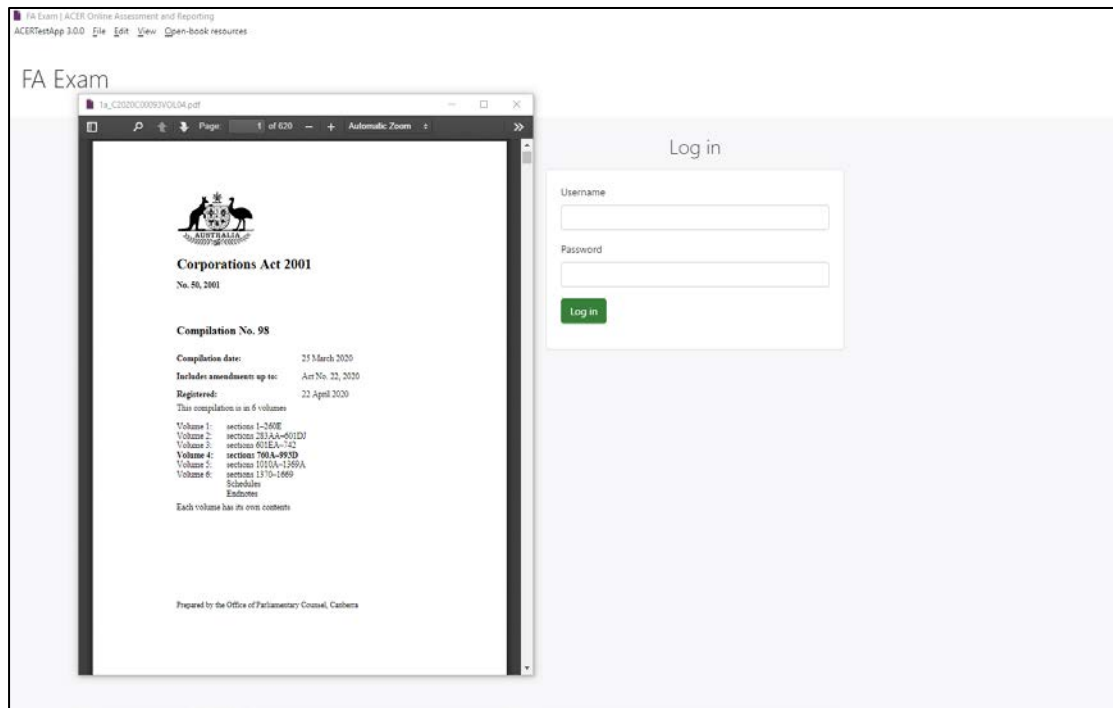 FA Exam | ACER Online Assessment and Reporting
ACERTestApp 3.0.0 File Edit View Open-book resources
FA Exam
1a_C2020C00093VOL04.pdf
Page: 1 of 620 Automatic Zoom
AUSTRALIA
Corporations Act 2001
No. 50, 2001
Compilation No. 98
Compilation date: 25 March 2020
Includes amendments up to: Act No. 22, 2020
Registered: 22 April 2020
This compilation is in 6 volumes
Volume 1: sections 1–260E
Volume 2: sections 283AA–601DJ
Volume 3: sections 601EA–742
Volume 4: sections 760A–993D
Volume 5: sections 1010A–1369A
Volume 6: sections 1370–1669
Schedules
Endnotes
Each volume has its own contents
Prepared by the Office of Parliamentary Counsel, Canberra
Log in
Username
Password
Log in